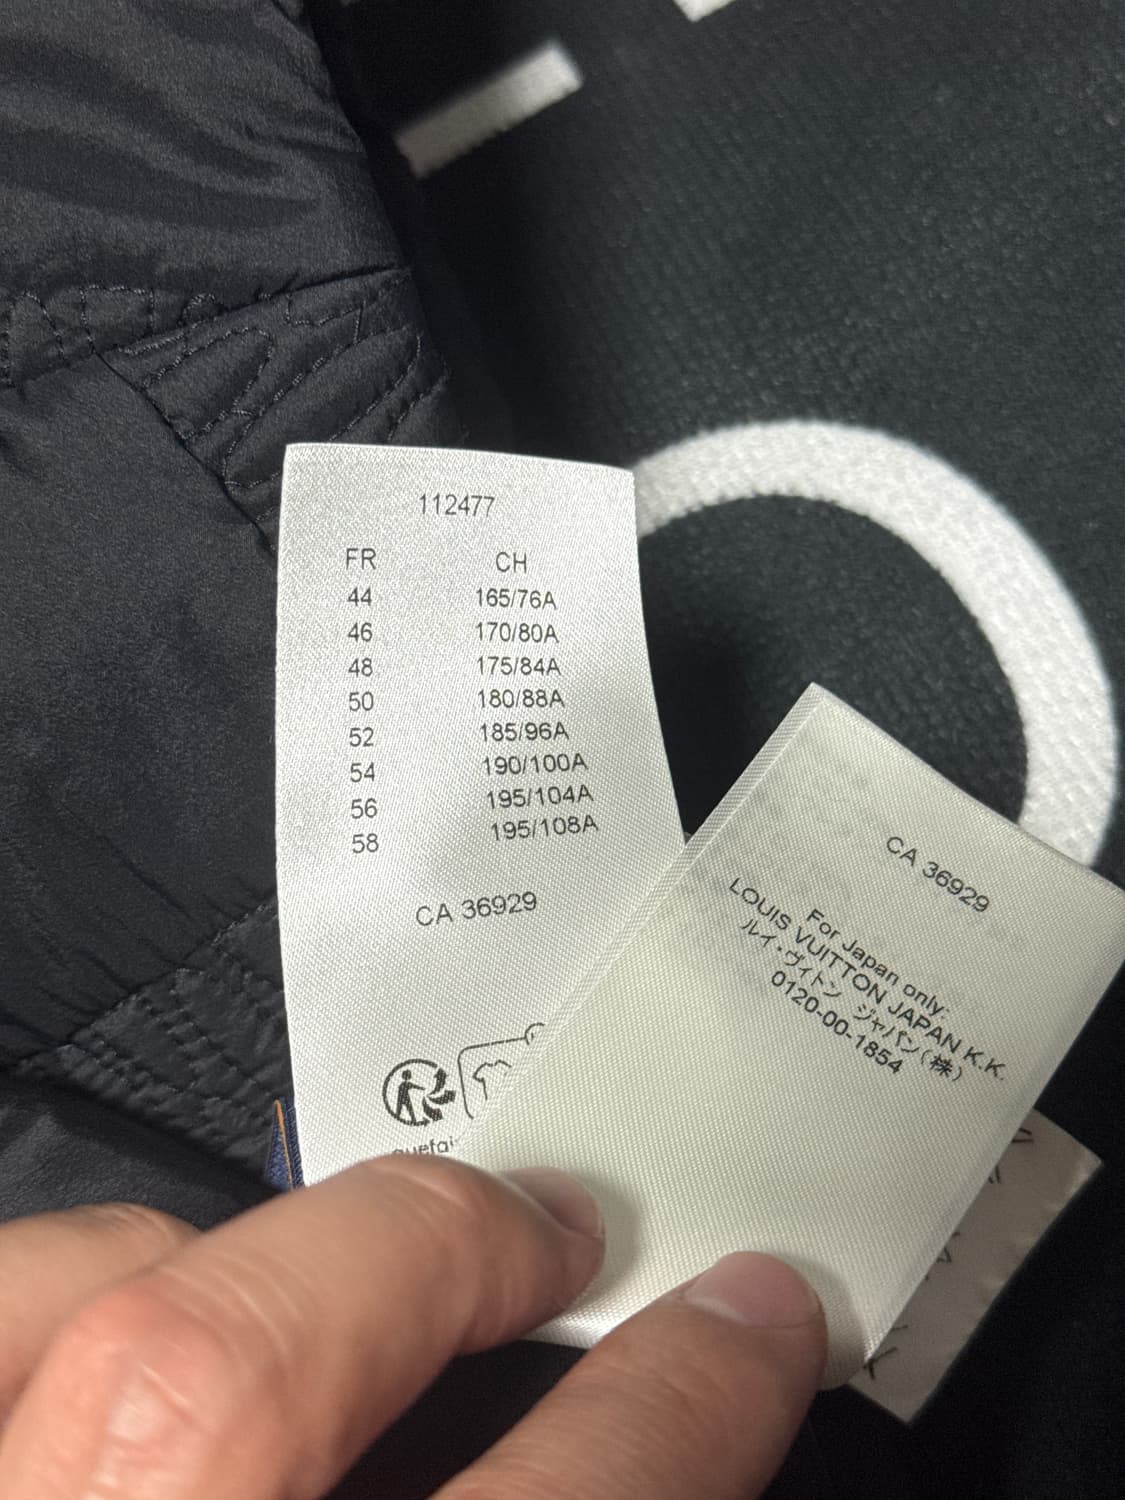 112477
FR CH
44 165/76A
46 170/80A
48 175/84A
50 180/88A
52 185/96A
54 190/100A
56 195/104A
58 195/108A
CA 36929
CA 36929
For Japan only:
LOUIS VUITTON JAPAN K.K.
ルイ・ヴィトン ジャパン(株)
0120-00-1854